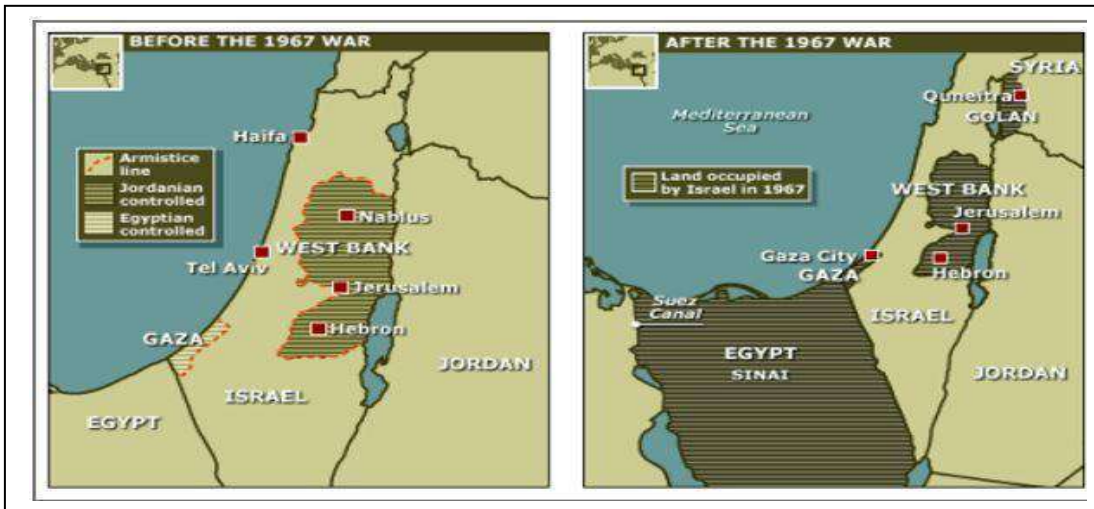 BEFORE THE 1967 WAR
Haifa
Armistice
line
Jordanian
controlled
Egyptian
controlled
Nablus
WEST BANK
Tel Aviv
Jerusalem
Hebron
GAZA
JORDAN
ISRAEL
EGYPT
AFTER THE 1967 WAR
SYRIA
Quneitra
GOLAN
Mediterranean
Sea
Land occupied
by Israel in 1967
WEST BANK
Jerusalem
Gaza City
GAZA
Hebron
Suez
Canal
ISRAEL
EGYPT
SINAI
JORDAN